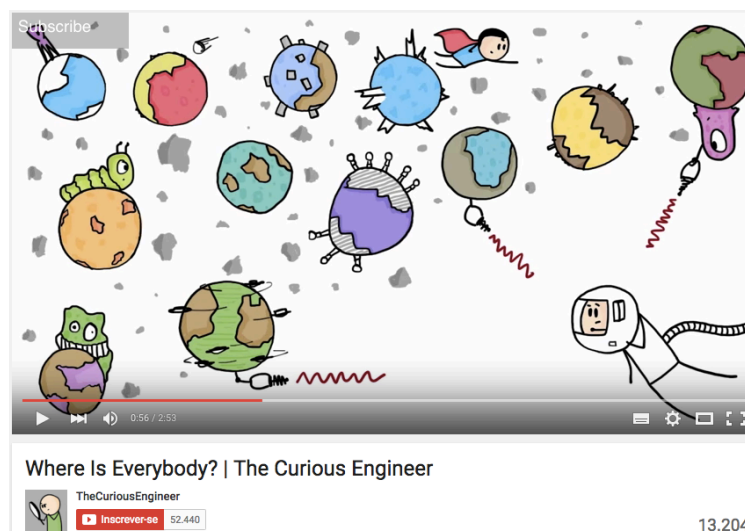 Subscribe
0:56 / 2:53
Where Is Everybody? | The Curious Engineer
TheCuriousEngineer
Inscrever-se 52.440
13.204